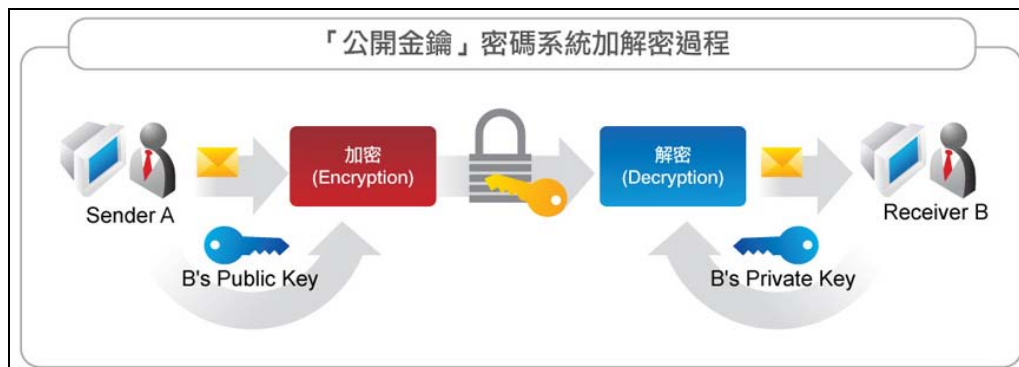 「公開金鑰」密碼系統加解密過程
加密
(Encryption)
解密
(Decryption)
Sender A
Receiver B
B's Public Key
B's Private Key